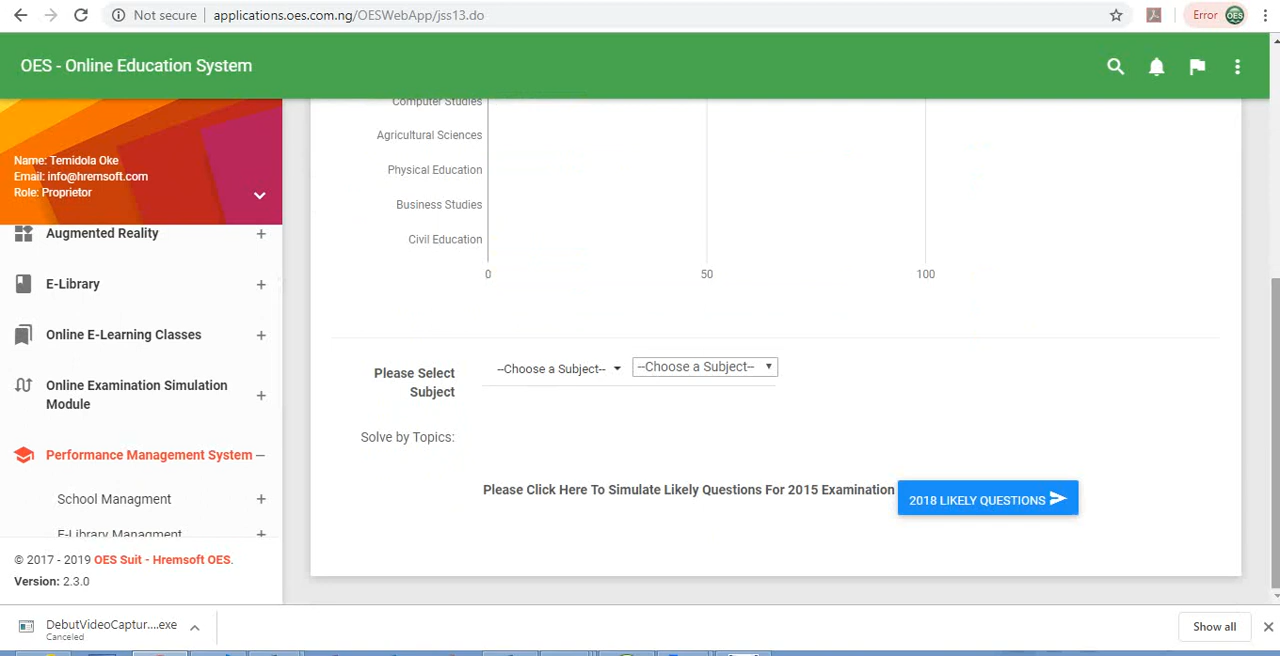 Not secure
applications.oes.com.ng/OESWebApp/jss13.do
Error
OES
OES - Online Education System
Name: Temidola Oke
Email: info@hremsoft.com
Role: Proprietor
Augmented Reality +
E-Library +
Online E-Learning Classes +
Online Examination Simulation
Module +
Performance Management System –
School Managment +
E-Library Managment +
© 2017 - 2019 OES Suit - Hremsoft OES.
Version: 2.3.0
Computer Studies
Agricultural Sciences
Physical Education
Business Studies
Civil Education
0 50 100
Please Select
Subject
--Choose a Subject--
--Choose a Subject--
Solve by Topics:
Please Click Here To Simulate Likely Questions For 2015 Examination
2018 LIKELY QUESTIONS
DebutVideoCaptur....exe
Canceled
Show all